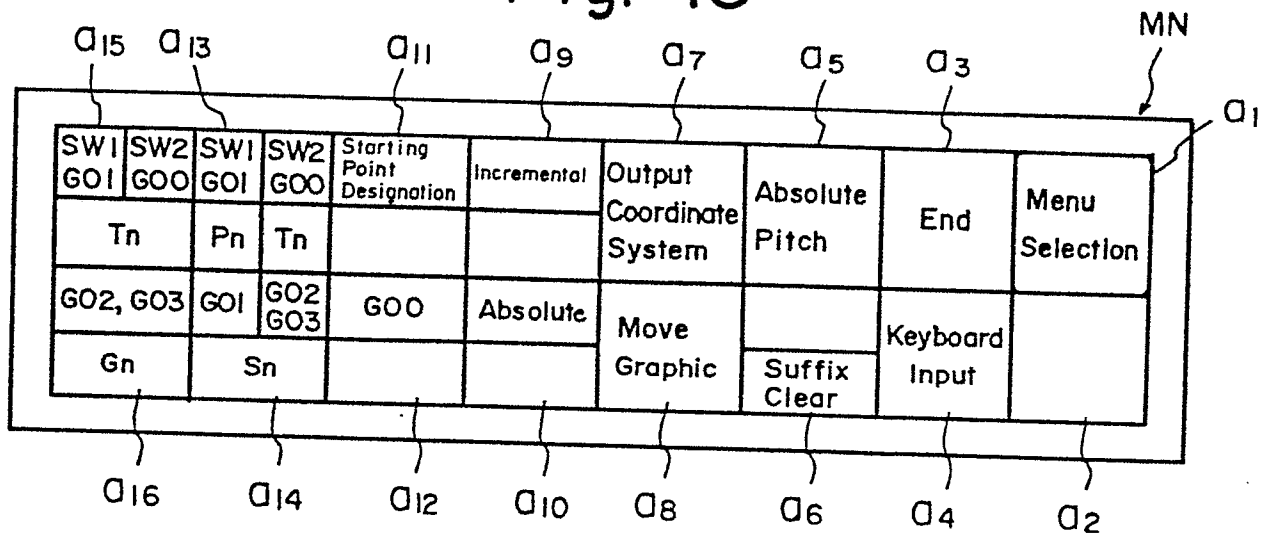 MN
a15 a13 a11 a9 a7 a5 a3 a1
SW1 SW2 SW1 SW2 Starting
Point
Designation
G01 G00 G01 G00
Incremental
Output
Coordinate
System
Absolute
Pitch
End
Menu
Selection
Tn Pn Tn
G02, G03 G01 G02
G03
G00 Absolute
Move
Graphic
Keyboard
Input
Gn Sn
Suffix
Clear
a16 a14 a12 a10 a8 a6 a4 a2